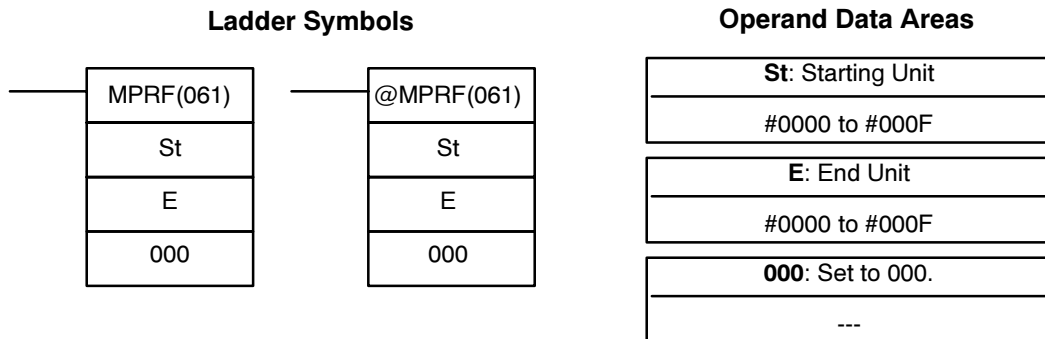 Ladder Symbols
MPRF(061)
St
E
000
@MPRF(061)
St
E
000
Operand Data Areas
St: Starting Unit
#0000 to #000F
E: End Unit
#0000 to #000F
000: Set to 000.
---